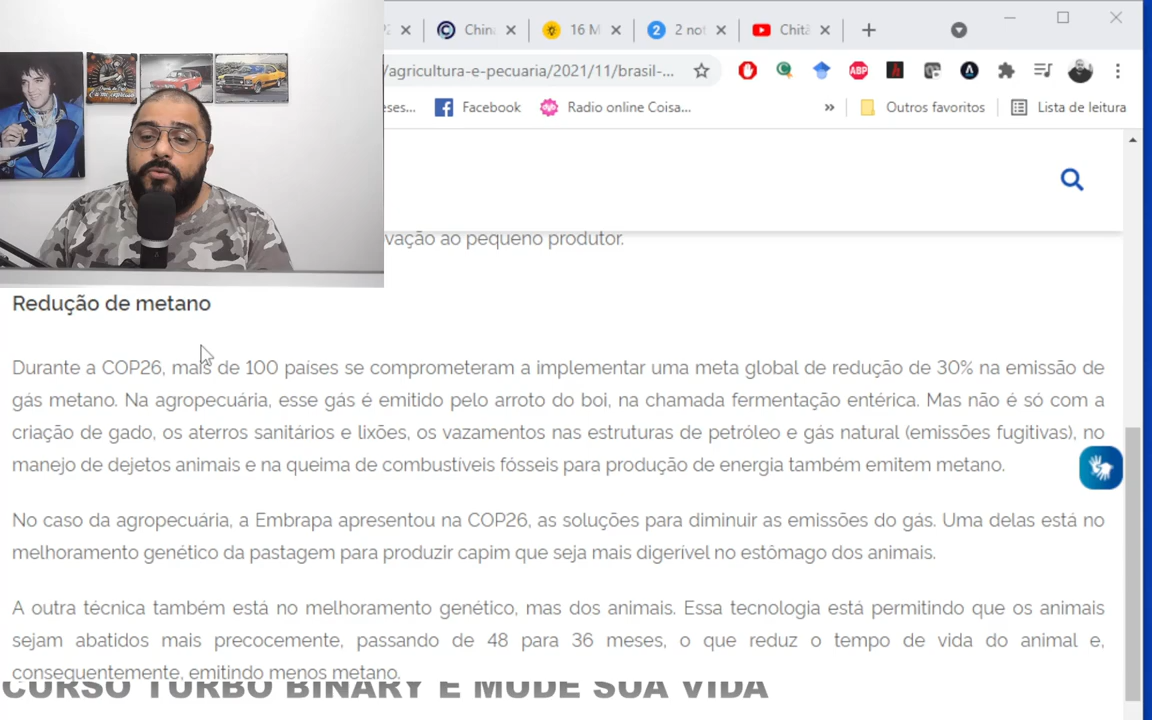 Chin
16 M
2 not
Chitã
/agricultura-e-pecuaria/2021/11/brasil-...
ABP
eses...
Facebook
Radio online Coisa...
»
Outros favoritos
Lista de leitura
vação ao pequeno produtor.
Redução de metano
Durante a COP26, mais de 100 países se comprometeram a implementar uma meta global de redução de 30% na emissão de
gás metano. Na agropecuária, esse gás é emitido pelo arroto do boi, na chamada fermentação entérica. Mas não é só com a
criação de gado, os aterros sanitários e lixões, os vazamentos nas estruturas de petróleo e gás natural (emissões fugitivas), no
manejo de dejetos animais e na queima de combustíveis fósseis para produção de energia também emitem metano.
No caso da agropecuária, a Embrapa apresentou na COP26, as soluções para diminuir as emissões do gás. Uma delas está no
melhoramento genético da pastagem para produzir capim que seja mais digerível no estômago dos animais.
A outra técnica também está no melhoramento genético, mas dos animais. Essa tecnologia está permitindo que os animais
sejam abatidos mais precocemente, passando de 48 para 36 meses, o que reduz o tempo de vida do animal e,
consequentemente, emitindo menos metano.
CURSO TURBO BINARY E MUDE SUA VIDA